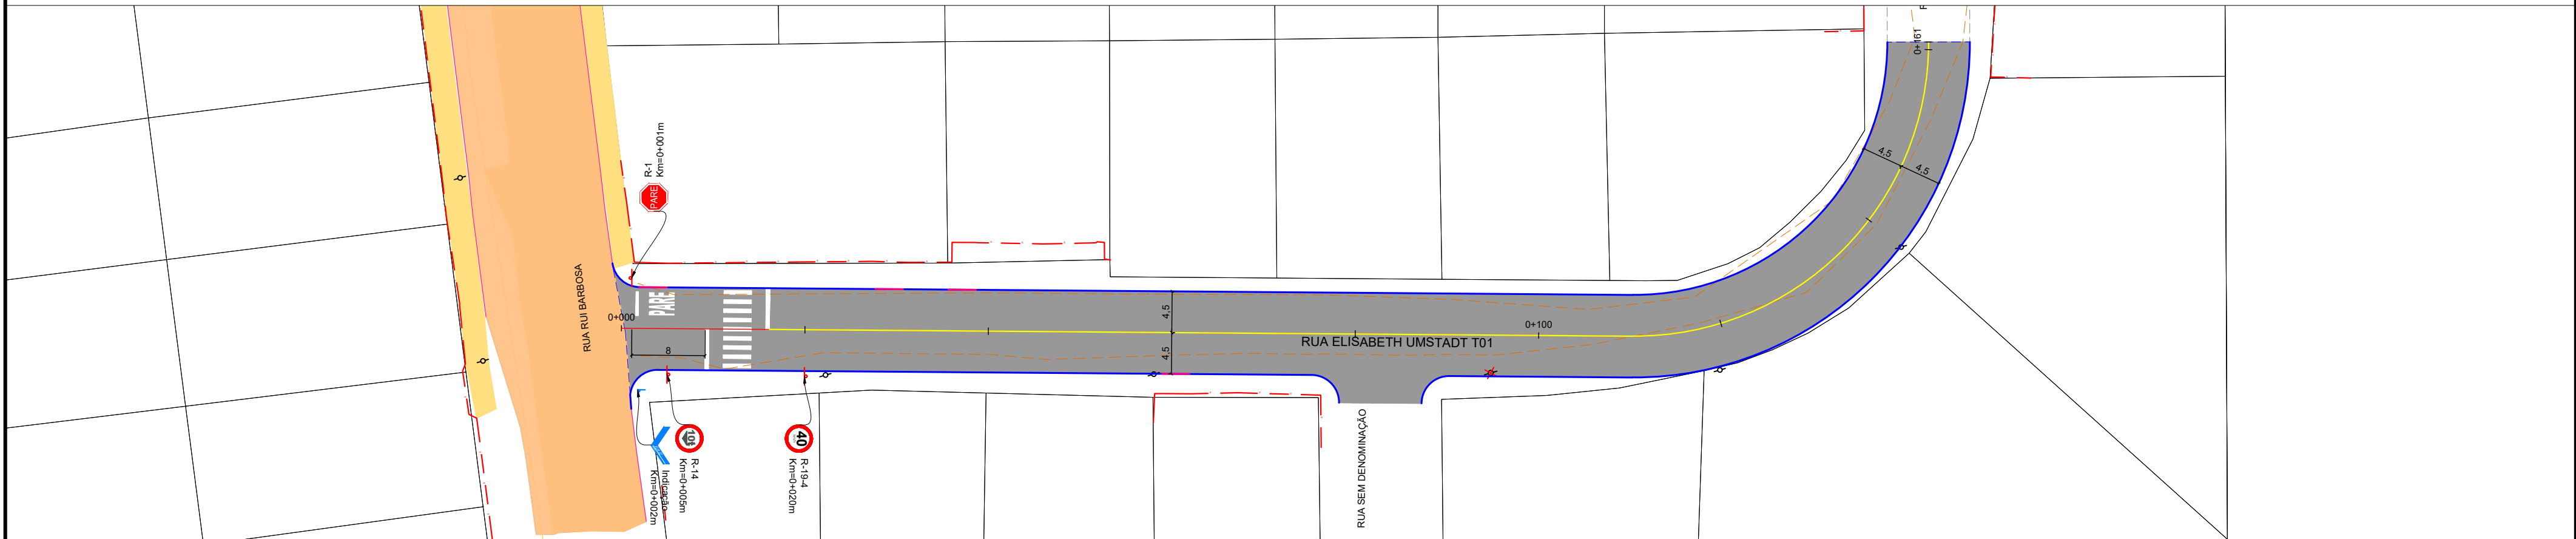 RUA RUI BARBOSA
R-1
Km=0+001m
PARE
PARE
0+000
8
4,5
4,5
0+100
RUA ELISABETH UMSTADT T01
4,5
4,5
0+161
Indicação
Km=0+002m
R-14
Km=0+005m
10t
40
R-19-4
Km=0+020m
RUA SEM DENOMINAÇÃO